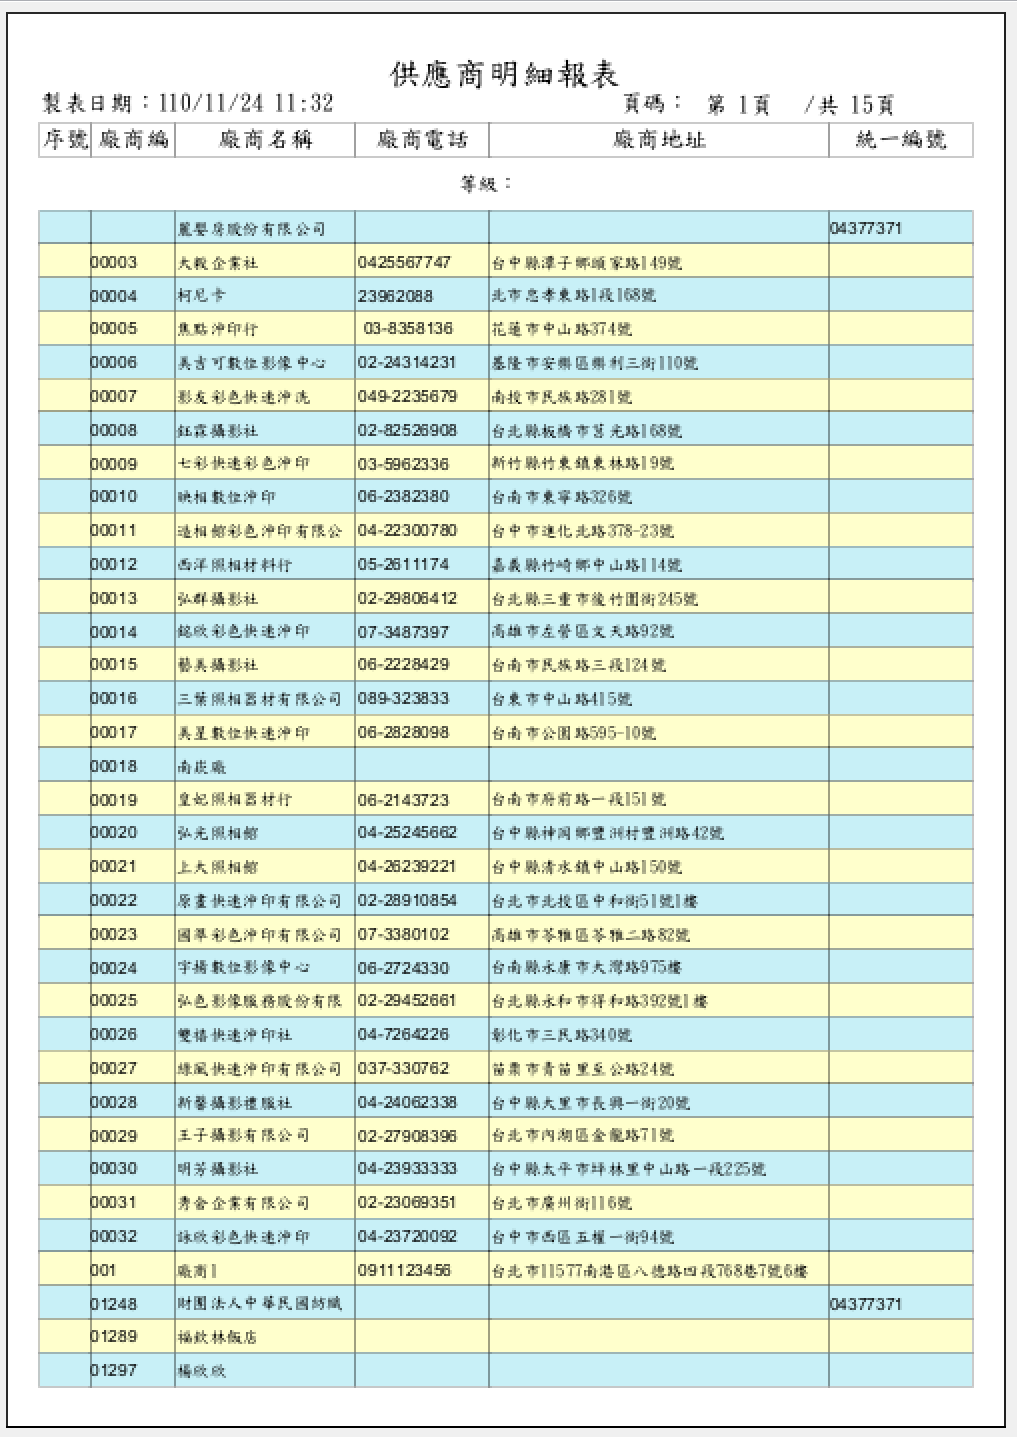 供應商明細報表
製表日期：110/11/24 11:32 頁碼： 第 1頁 /共 15頁
序號 廠商編 廠商名稱 廠商電話 廠商地址 統一編號
等級：
麗嬰房股份有限公司 04377371
00003 大毅企業社 0425567747 台中縣潭子鄉頭家路149號
00004 柯尼卡 23962088 北市忠孝東路1段168號
00005 焦點沖印行 03-8358136 花蓮市中山路374號
00006 美吉可數位影像中心 02-24314231 基隆市安樂區樂利三街110號
00007 影友彩色快速沖洗 049-2235679 南投市民族路281號
00008 鈺霖攝影社 02-82526908 台北縣板橋市莒光路168號
00009 七彩快速彩色沖印 03-5962336 新竹縣竹東鎮東林路19號
00010 映相數位沖印 06-2382380 台南市東寧路326號
00011 造相館彩色沖印有限公 04-22300780 台中市進化北路378-23號
00012 西洋照相材料行 05-2611174 嘉義縣竹崎鄉中山路114號
00013 弘群攝影社 02-29806412 台北縣三重市後竹圍街245號
00014 銘欣彩色快速沖印 07-3487397 高雄市左營區文天路92號
00015 藝美攝影社 06-2228429 台南市民族路三段124號
00016 三葉照相器材有限公司 089-323833 台東市中山路415號
00017 美星數位快速沖印 06-2828098 台南市公園路595-10號
00018 南崁廠
00019 皇妃照相器材行 06-2143723 台南市府前路一段151號
00020 弘光照相館 04-25245662 台中縣神岡鄉豐洲村豐洲路42號
00021 上大照相館 04-26239221 台中縣清水鎮中山路150號
00022 原畫快速沖印有限公司 02-28910854 台北市北投區中和街51號1樓
00023 國準彩色沖印有限公司 07-3380102 高雄市苓雅區苓雅二路82號
00024 宇揚數位影像中心 06-2724330 台南縣永康市大灣路975樓
00025 弘色影像服務股份有限 02-29452661 台北縣永和市得和路392號1樓
00026 雙禧快速沖印社 04-7264226 彰化市三民路340號
00027 綠風快速沖印有限公司 037-330762 苗栗市青苗里至公路24號
00028 新馨攝影禮服社 04-24062338 台中縣大里市長興一街20號
00029 王子攝影有限公司 02-27908396 台北市內湖區金龍路71號
00030 明芳攝影社 04-23933333 台中縣太平市坪林里中山路一段225號
00031 秀舍企業有限公司 02-23069351 台北市廣州街116號
00032 詠欣彩色快速沖印 04-23720092 台中市西區五權一街94號
001 廠商1 0911123456 台北市11577南港區八德路四段768巷7號6樓
01248 財團法人中華民國紡織 04377371
01289 福欽林飯店
01297 楊欣欣